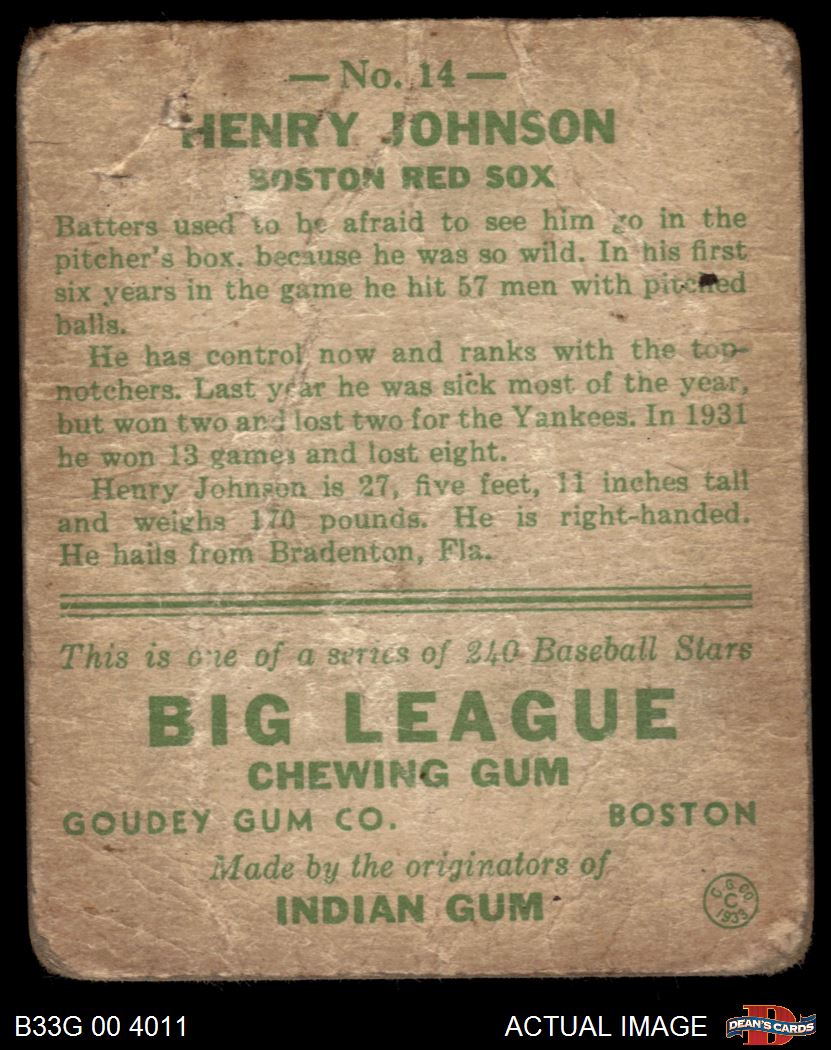 — No. 14 —
HENRY JOHNSON
BOSTON RED SOX
Batters used to be afraid to see him go in the
pitcher's box, because he was so wild. In his first
six years in the game he hit 57 men with pitched
balls.
He has control now and ranks with the top-
notchers. Last year he was sick most of the year,
but won two and lost two for the Yankees. In 1931
he won 13 games and lost eight.
Henry Johnson is 27, five feet, 11 inches tall
and weighs 170 pounds. He is right-handed.
He hails from Bradenton, Fla.
This is one of a series of 240 Baseball Stars
BIG LEAGUE
CHEWING GUM
GOUDEY GUM CO. BOSTON
Made by the originators of
INDIAN GUM
G. G. CO
C
1933
B33G 00 4011 ACTUAL IMAGE
D
DEAN'S CARDS